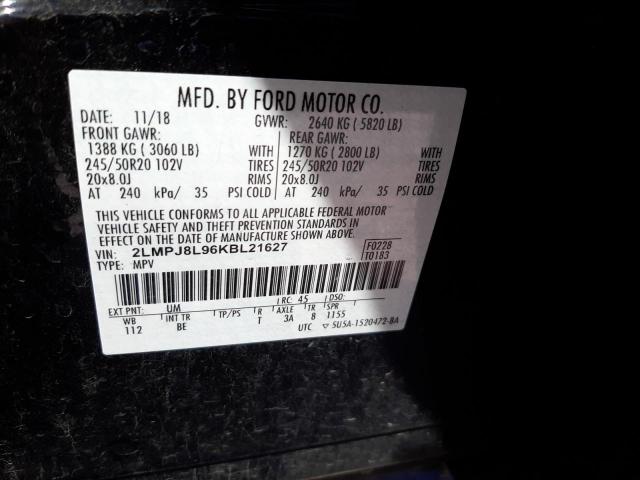 MFD. BY FORD MOTOR CO.
DATE: 11/18 GVWR: 2640 KG ( 5820 LB)
FRONT GAWR: REAR GAWR:
1388 KG ( 3060 LB) WITH 1270 KG ( 2800 LB) WITH
245/50R20 102V TIRES 245/50R20 102V TIRES
20x8.0J RIMS 20x8.0J RIMS
AT 240 kPa/ 35 PSI COLD AT 240 kPa/ 35 PSI COLD
THIS VEHICLE CONFORMS TO ALL APPLICABLE FEDERAL MOTOR
VEHICLE SAFETY AND THEFT PREVENTION STANDARDS IN
EFFECT ON THE DATE OF MANUFACTURE SHOWN ABOVE.
VIN: 2LMPJ8L96KBL21627 F0228
TYPE: MPV T0183
EXT PNT: UM RC: 45 DSO:
WB INT TR TP/PS R AXLE TR SPR
112 BE T 3A 8 1155
UTC ▽ 5U5A-1520472-BA